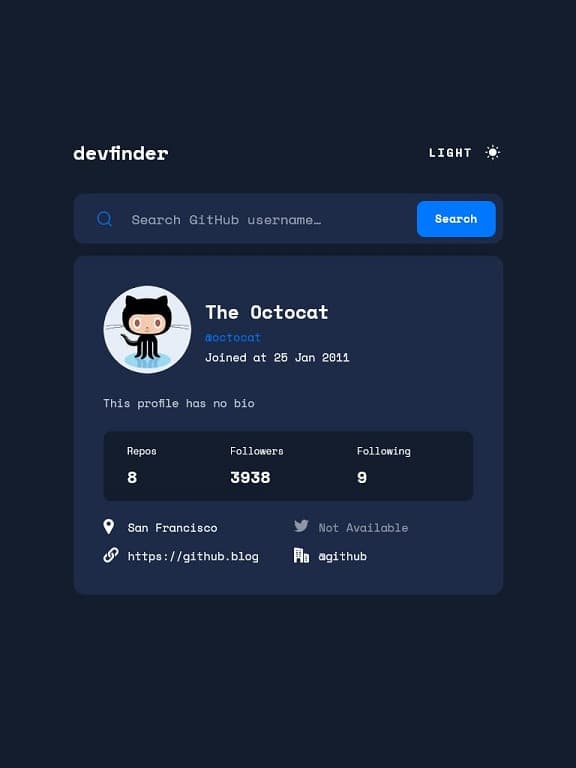 devfinder
LIGHT
Search GitHub username…
Search
The Octocat
@octocat
Joined at 25 Jan 2011
This profile has no bio
Repos Followers Following
8 3938 9
San Francisco Not Available
https://github.blog @github